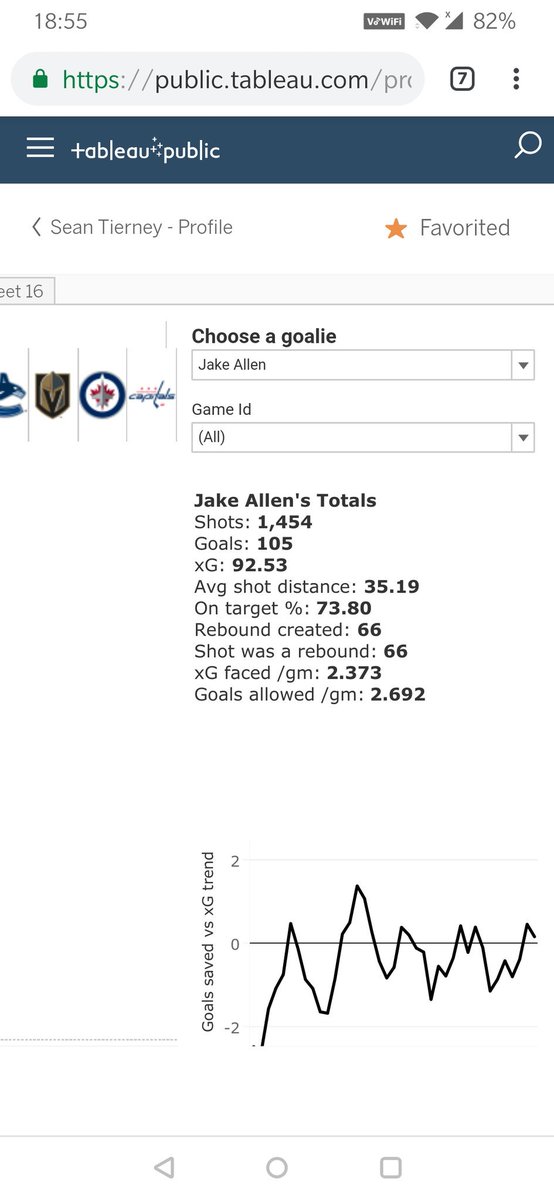 18:55
VoWiFi
x
82%
https://public.tableau.com/pr
7
tableau public
Sean Tierney - Profile
Favorited
eet 16
Choose a goalie
Jake Allen
capitals
Game Id
(All)
Jake Allen's Totals
Shots: 1,454
Goals: 105
xG: 92.53
Avg shot distance: 35.19
On target %: 73.80
Rebound created: 66
Shot was a rebound: 66
xG faced /gm: 2.373
Goals allowed /gm: 2.692
Goals saved vs xG trend
2
0
-2